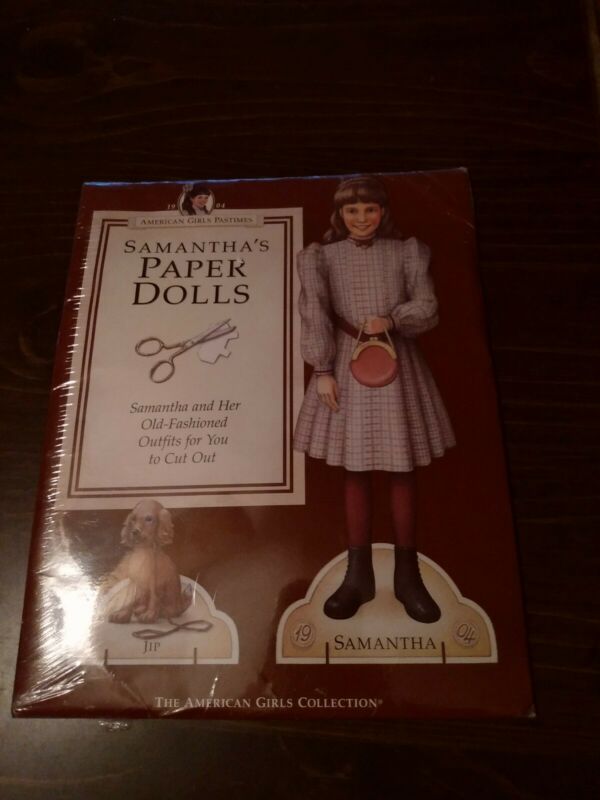 19 04
AMERICAN GIRLS PASTIMES
SAMANTHA'S
PAPER
DOLLS
Samantha and Her
Old-Fashioned
Outfits for You
to Cut Out
JIP
19 SAMANTHA 04
THE AMERICAN GIRLS COLLECTION®